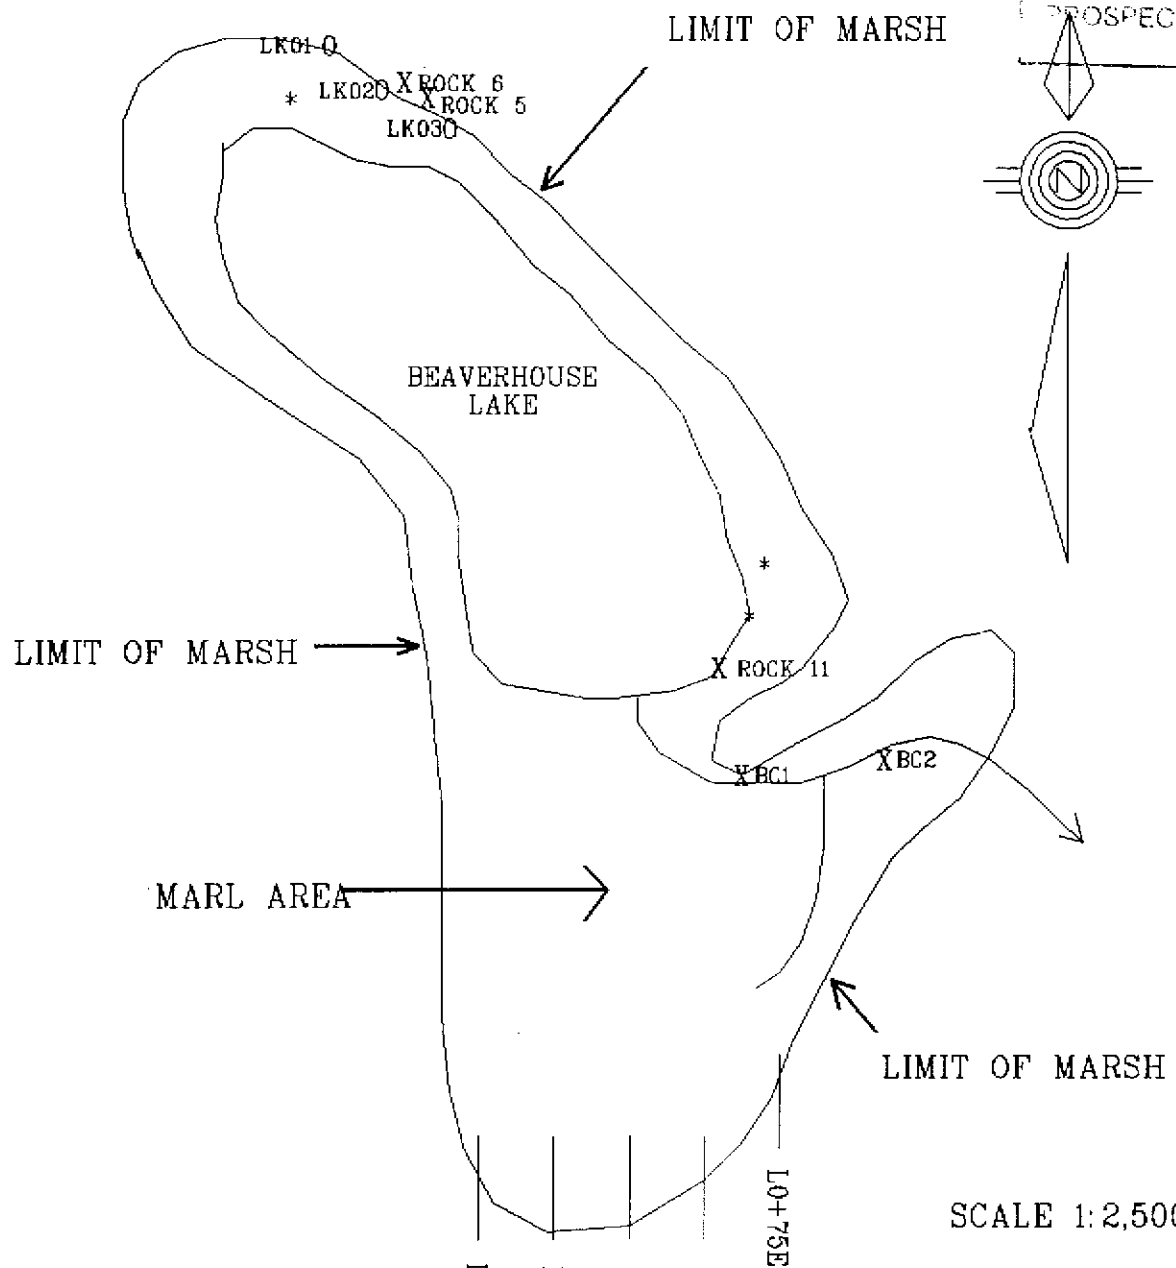 LIMIT OF MARSH
PROSPEC
LK01
LK02
ROCK 6
ROCK 5
LK03
N
BEAVERHOUSE
LAKE
LIMIT OF MARSH
X ROCK 11
X BC1
X BC2
MARL AREA
LIMIT OF MARSH
L0+75E
SCALE 1:2,500